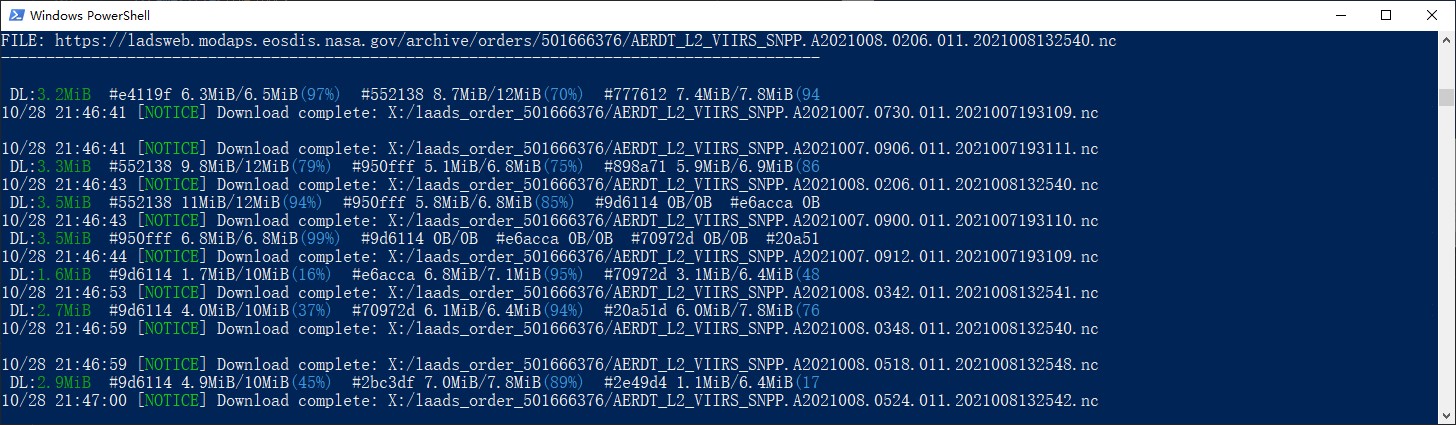 Windows PowerShell
FILE: https://ladsweb.modaps.eosdis.nasa.gov/archive/orders/501666376/AERDT_L2_VIIRS_SNPP.A2021008.0206.011.2021008132540.nc
-------------------------------------------------------------------------------------------
DL:3.2MiB #e4119f 6.3MiB/6.5MiB(97%) #552138 8.7MiB/12MiB(70%) #777612 7.4MiB/7.8MiB(94
10/28 21:46:41 [NOTICE] Download complete: X:/laads_order_501666376/AERDT_L2_VIIRS_SNPP.A2021007.0730.011.2021007193109.nc
10/28 21:46:41 [NOTICE] Download complete: X:/laads_order_501666376/AERDT_L2_VIIRS_SNPP.A2021007.0906.011.2021007193111.nc
DL:3.3MiB #552138 9.8MiB/12MiB(79%) #950fff 5.1MiB/6.8MiB(75%) #898a71 5.9MiB/6.9MiB(86
10/28 21:46:43 [NOTICE] Download complete: X:/laads_order_501666376/AERDT_L2_VIIRS_SNPP.A2021008.0206.011.2021008132540.nc
DL:3.5MiB #552138 11MiB/12MiB(94%) #950fff 5.8MiB/6.8MiB(85%) #9d6114 0B/0B #e6acca 0B
10/28 21:46:43 [NOTICE] Download complete: X:/laads_order_501666376/AERDT_L2_VIIRS_SNPP.A2021007.0900.011.2021007193110.nc
DL:3.5MiB #950fff 6.8MiB/6.8MiB(99%) #9d6114 0B/0B #e6acca 0B/0B #70972d 0B/0B #20a51
10/28 21:46:44 [NOTICE] Download complete: X:/laads_order_501666376/AERDT_L2_VIIRS_SNPP.A2021007.0912.011.2021007193109.nc
DL:1.6MiB #9d6114 1.7MiB/10MiB(16%) #e6acca 6.8MiB/7.1MiB(95%) #70972d 3.1MiB/6.4MiB(48
10/28 21:46:53 [NOTICE] Download complete: X:/laads_order_501666376/AERDT_L2_VIIRS_SNPP.A2021008.0342.011.2021008132541.nc
DL:2.7MiB #9d6114 4.0MiB/10MiB(37%) #70972d 6.1MiB/6.4MiB(94%) #20a51d 6.0MiB/7.8MiB(76
10/28 21:46:59 [NOTICE] Download complete: X:/laads_order_501666376/AERDT_L2_VIIRS_SNPP.A2021008.0348.011.2021008132540.nc
10/28 21:46:59 [NOTICE] Download complete: X:/laads_order_501666376/AERDT_L2_VIIRS_SNPP.A2021008.0518.011.2021008132548.nc
DL:2.9MiB #9d6114 4.9MiB/10MiB(45%) #2bc3df 7.0MiB/7.8MiB(89%) #2e49d4 1.1MiB/6.4MiB(17
10/28 21:47:00 [NOTICE] Download complete: X:/laads_order_501666376/AERDT_L2_VIIRS_SNPP.A2021008.0524.011.2021008132542.nc